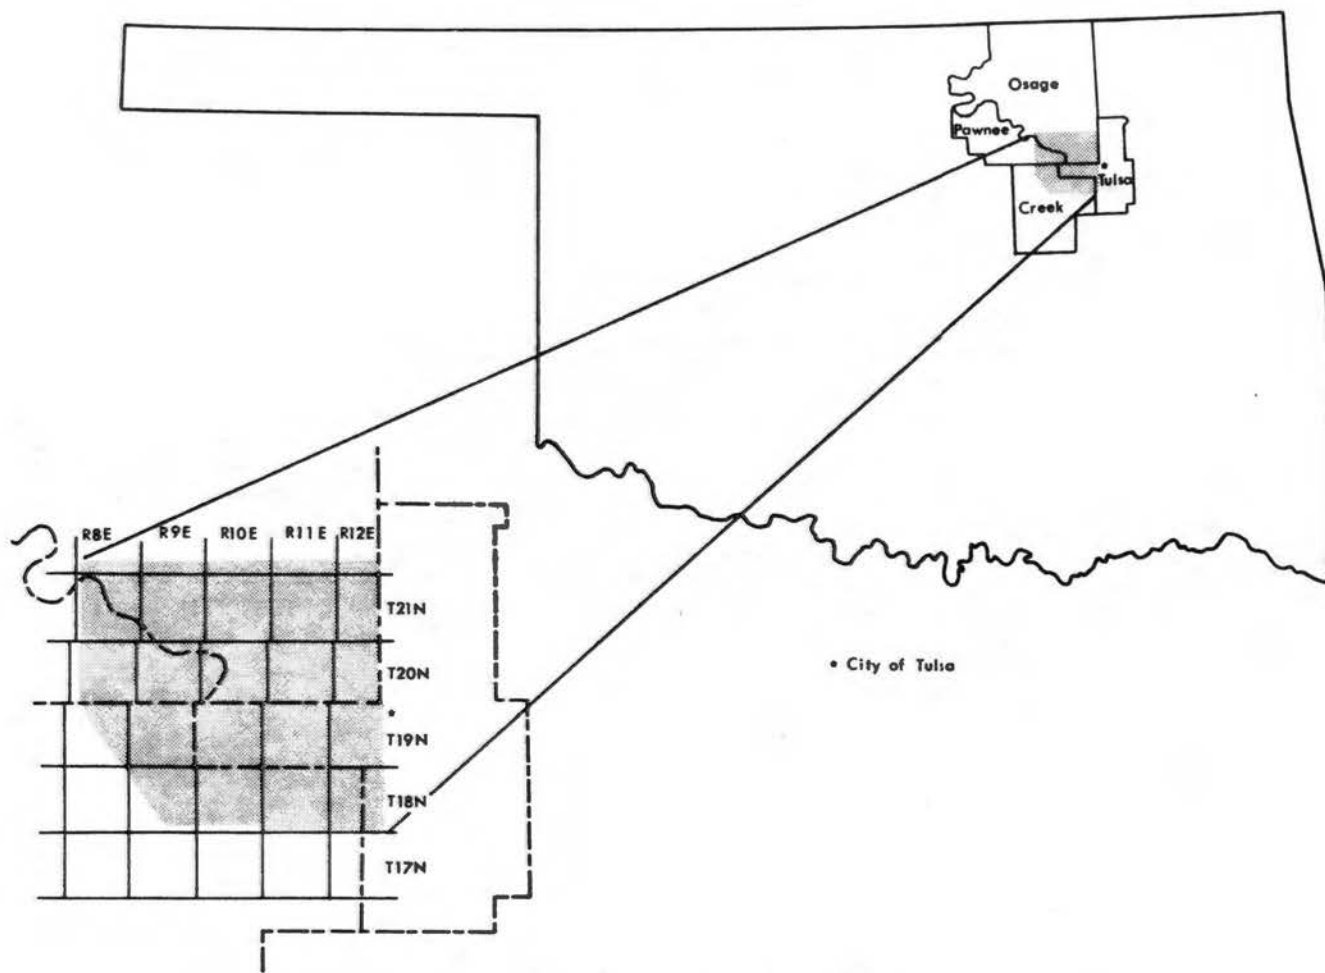 Osage
Pawnee
Tulsa
Creek
R8E R9E R10E R11E R12E
T21N
T20N
• City of Tulsa
T19N
T18N
T17N